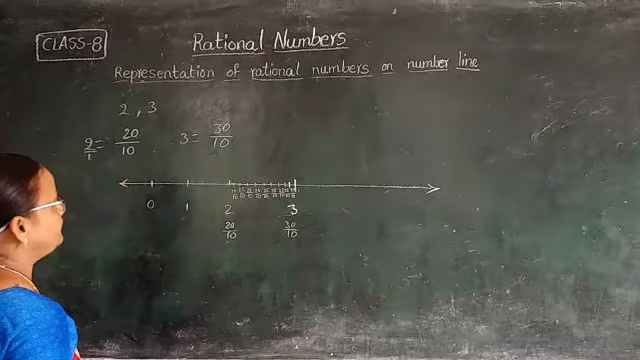 CLASS-8
Rational Numbers
Representation of rational numbers on number line
2 , 3
2/1 = 20/10 3 = 30/10
0 1 2 3
20/10 30/10